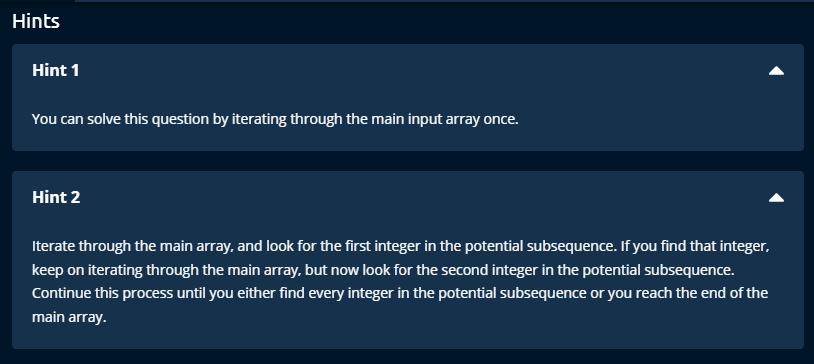 Hints
Hint 1
You can solve this question by iterating through the main input array once.
Hint 2
Iterate through the main array, and look for the first integer in the potential subsequence. If you find that integer,
keep on iterating through the main array, but now look for the second integer in the potential subsequence.
Continue this process until you either find every integer in the potential subsequence or you reach the end of the
main array.